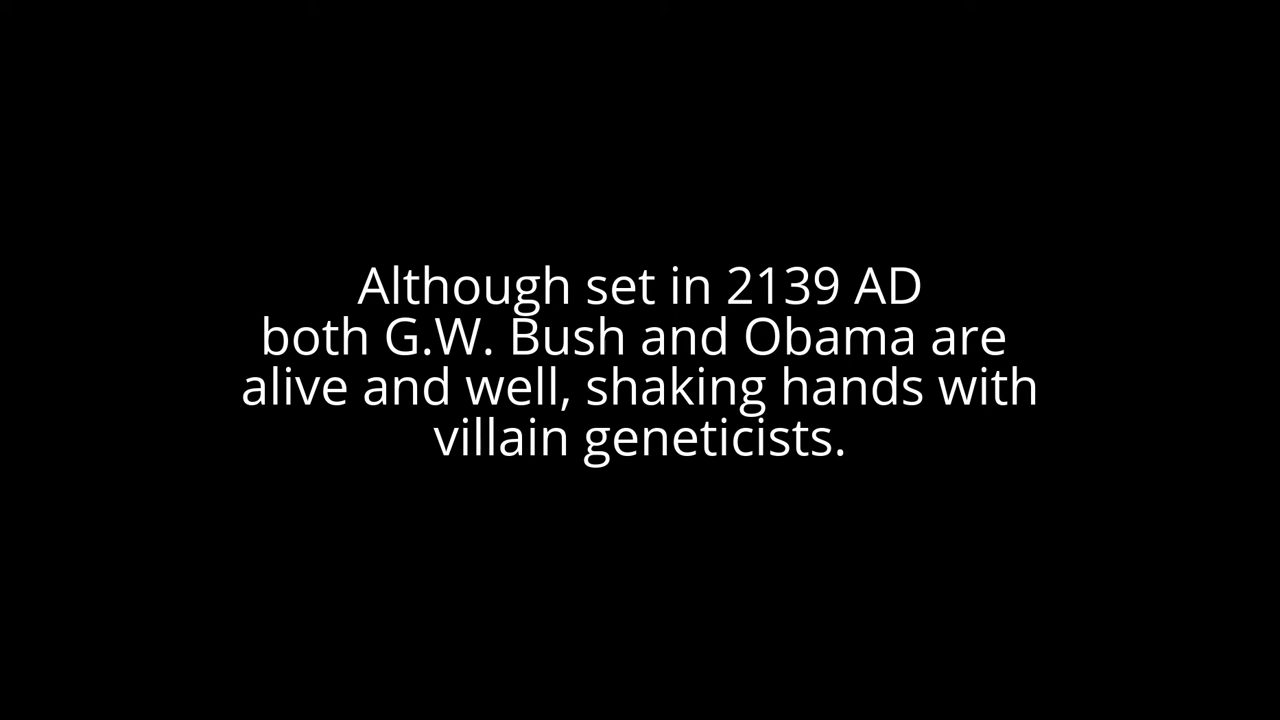 Although set in 2139 AD
both G.W. Bush and Obama are
alive and well, shaking hands with
villain geneticists.